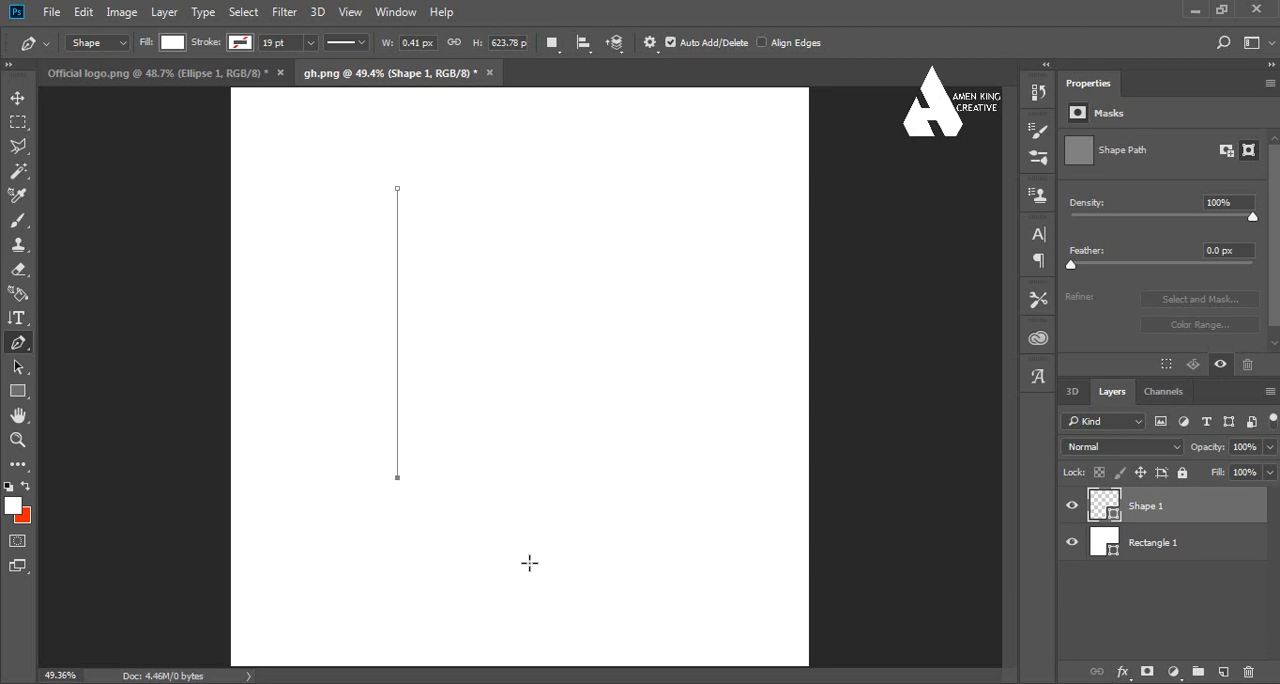 Ps File Edit Image Layer Type Select Filter 3D View Window Help
Shape Fill: Stroke: 19 pt W: 0.41 px H: 623.78 p Auto Add/Delete Align Edges
Official logo.png @ 48.7% (Ellipse 1, RGB/8) * × gh.png @ 49.4% (Shape 1, RGB/8) * ×
AMEN KING
CREATIVE
Properties
Masks
Shape Path
Density: 100%
Feather: 0.0 px
Refine: Select and Mask...
Color Range...
3D Layers Channels
Kind
Normal Opacity: 100%
Lock: Fill: 100%
Shape 1
Rectangle 1
49.36% Doc: 4.46M/0 bytes